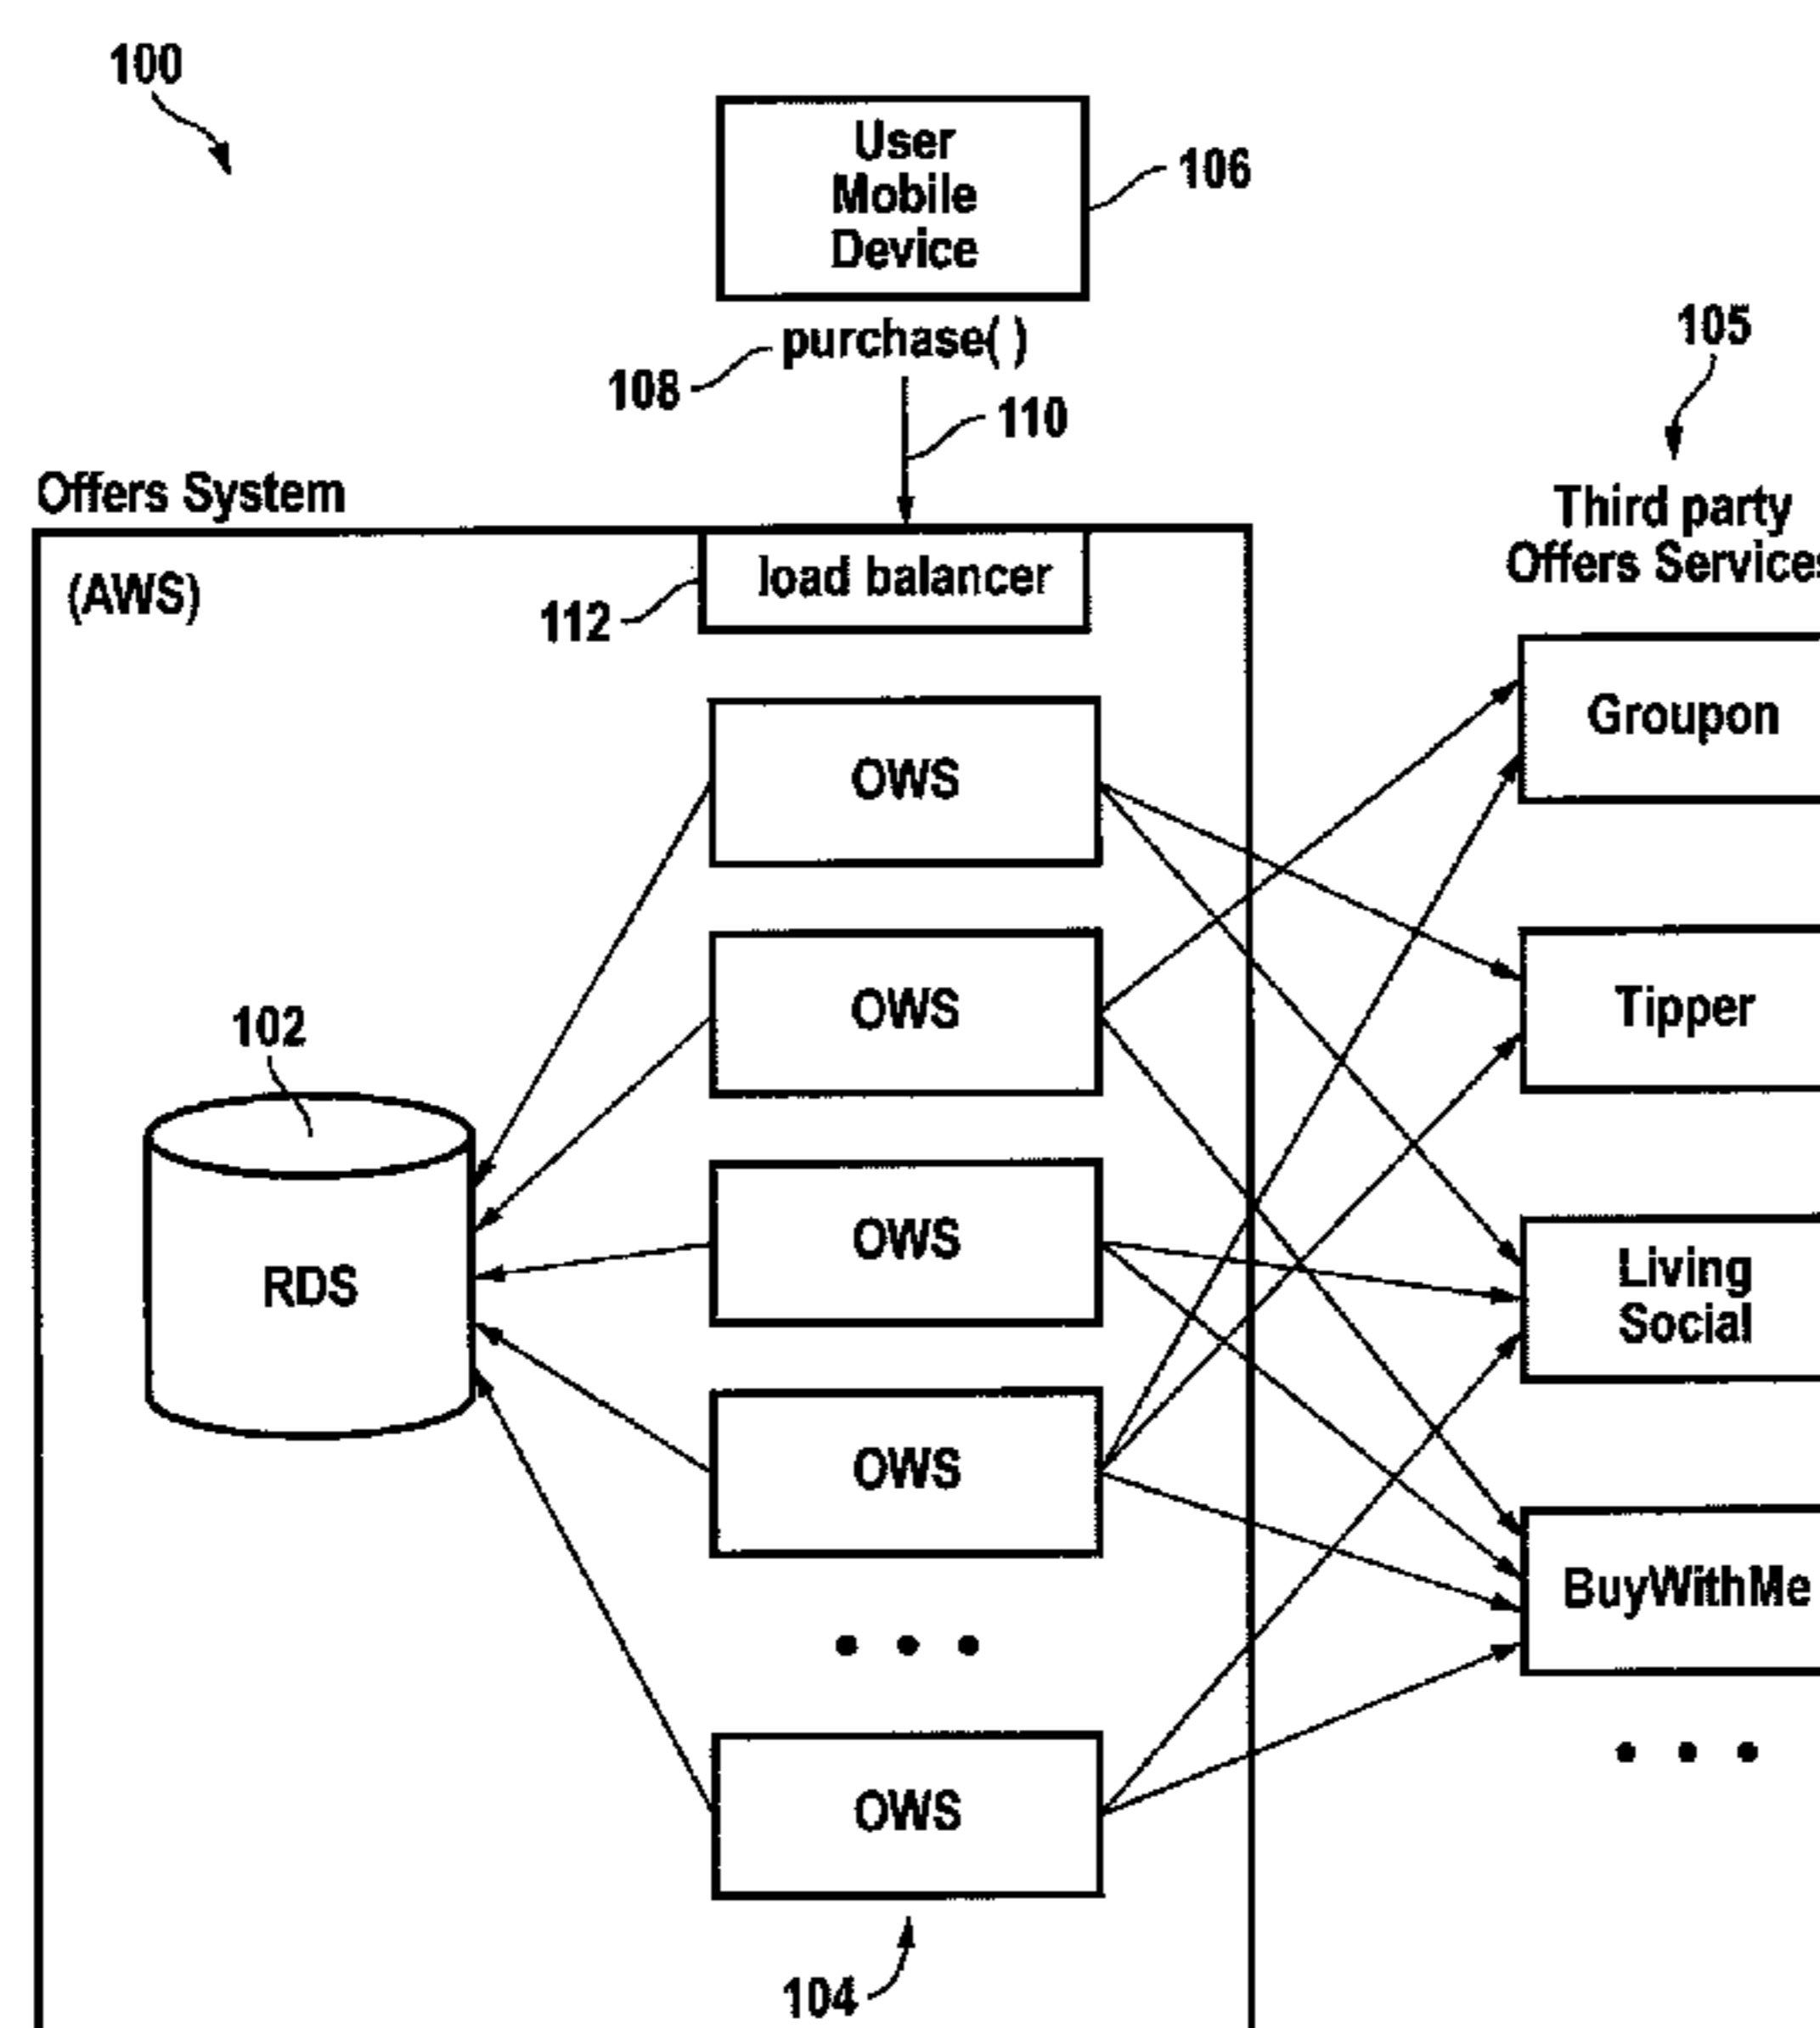 100
User
Mobile
Device
106
purchase( )
108
110
105
Offers System
Third party
Offers Services
(AWS)
load balancer
112
Groupon
OWS
Tipper
OWS
102
Living
Social
OWS
RDS
OWS
BuyWithMe
• • •
• • •
OWS
104